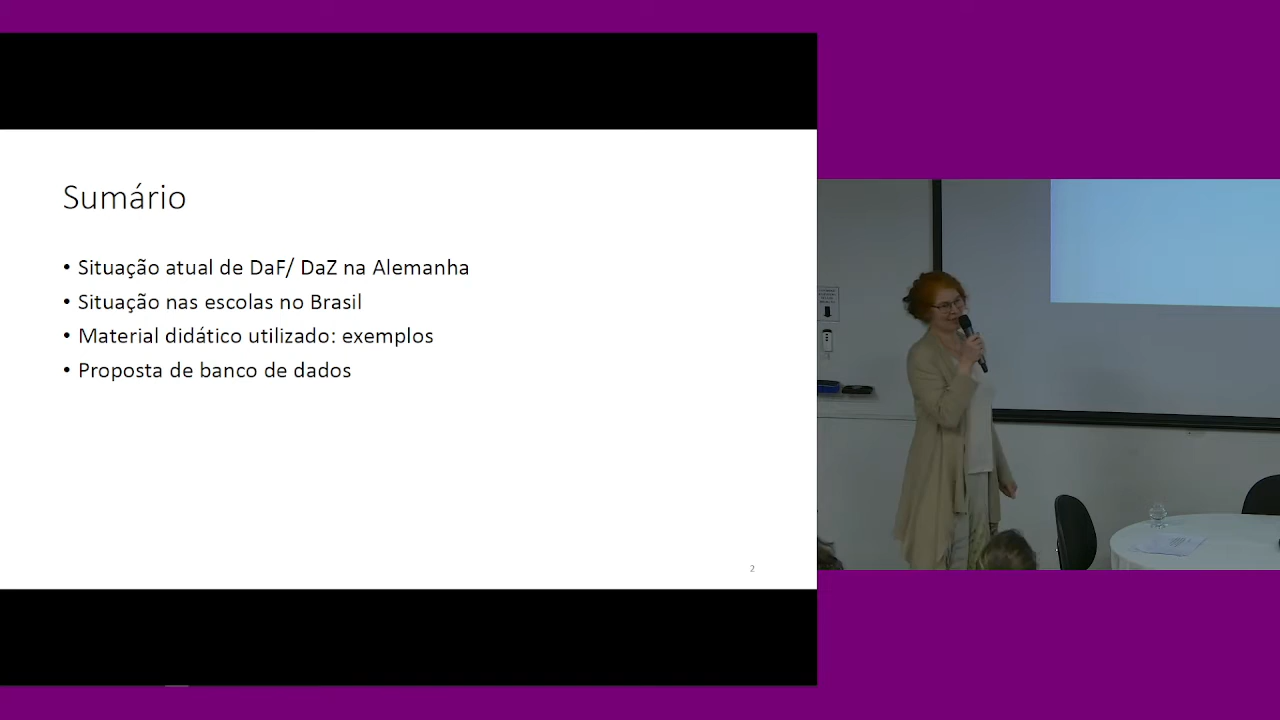 Sumário
• Situação atual de DaF/ DaZ na Alemanha
• Situação nas escolas no Brasil
• Material didático utilizado: exemplos
• Proposta de banco de dados
2